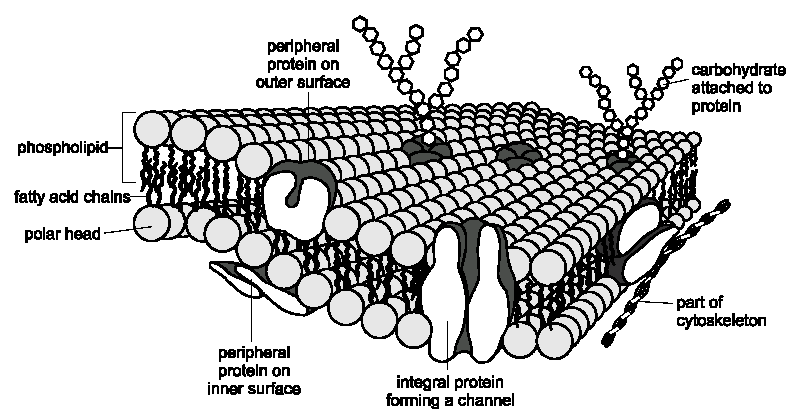 peripheral
protein on
outer surface
carbohydrate
attached to
protein
phospholipid
fatty acid chains
polar head
part of
cytoskeleton
peripheral
protein on
inner surface
integral protein
forming a channel